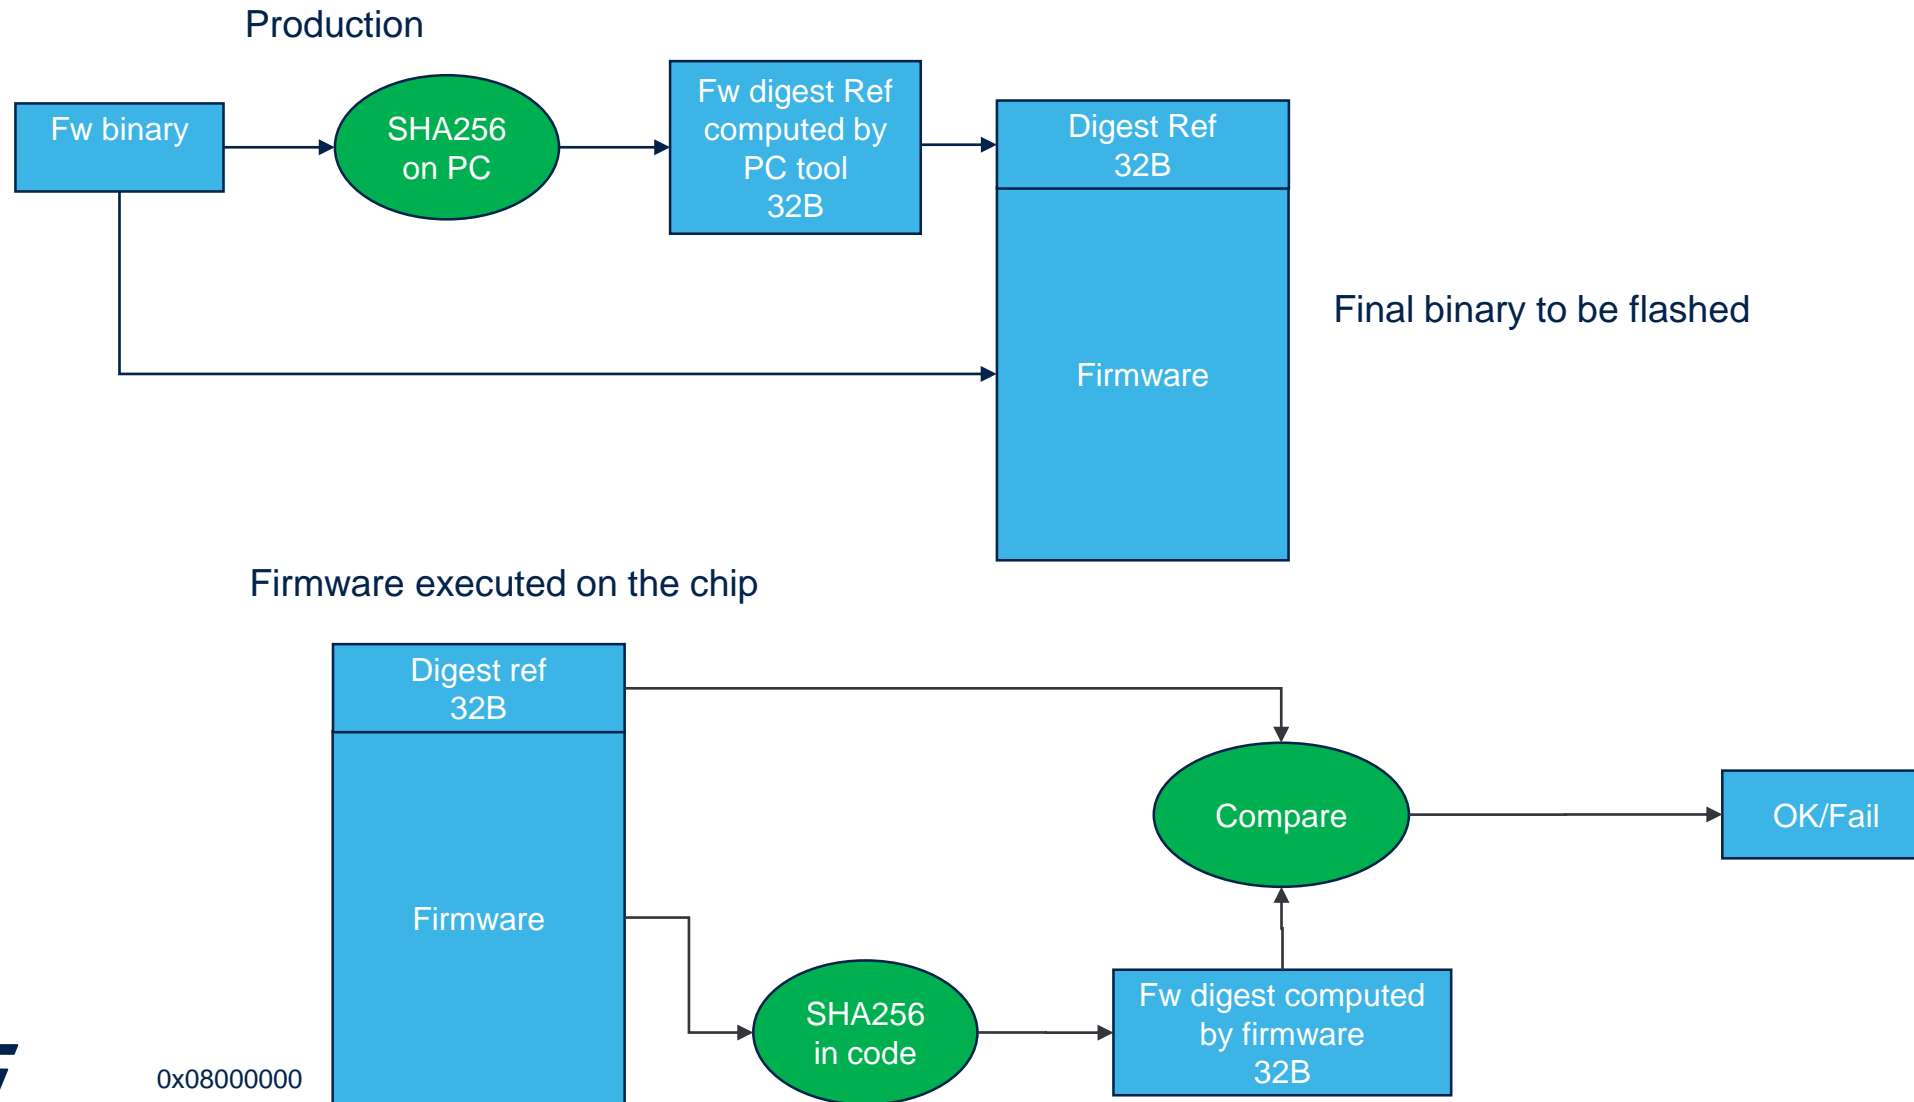 Production
Fw binary
SHA256
on PC
Fw digest Ref
computed by
PC tool
32B
Digest Ref
32B
Firmware
Final binary to be flashed
Firmware executed on the chip
Digest ref
32B
Firmware
Compare
OK/Fail
SHA256
in code
Fw digest computed
by firmware
32B
0x08000000